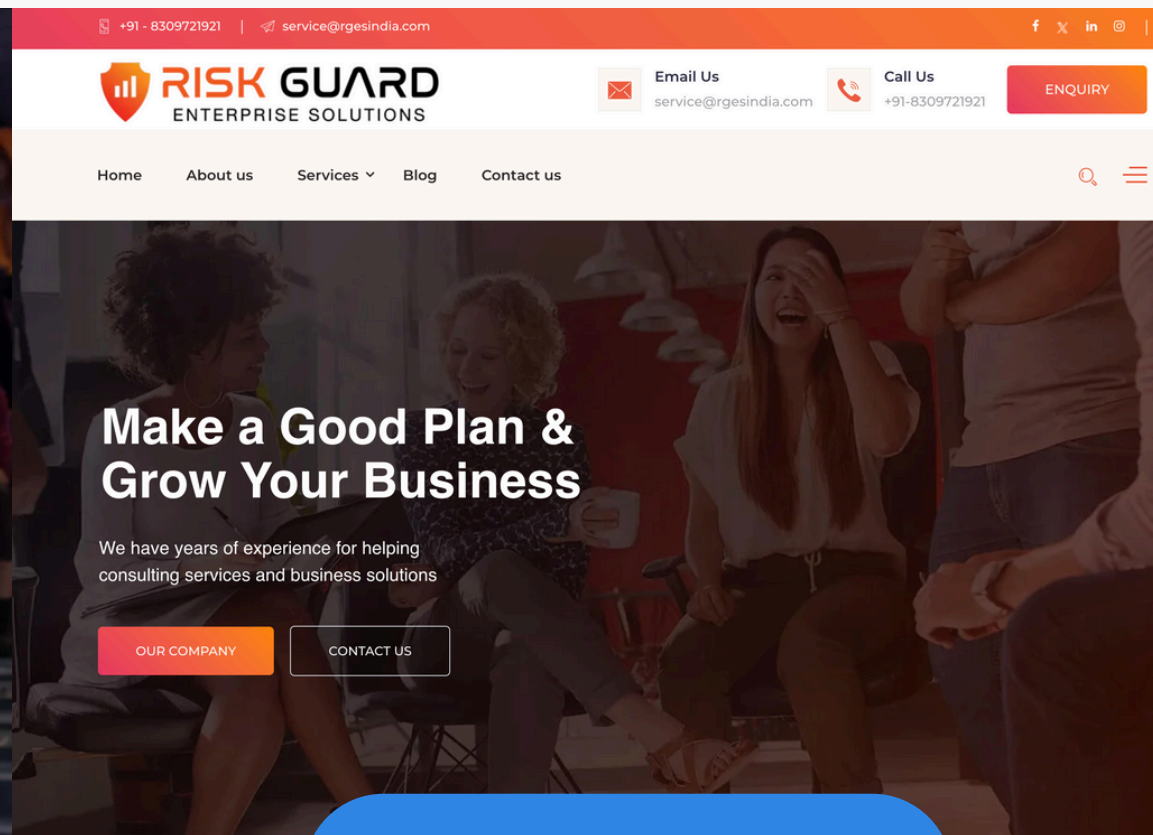 +91 - 8309721921 | service@rgesindia.com
f X in |
RISK GUARD
ENTERPRISE SOLUTIONS
Email Us
service@rgesindia.com
Call Us
+91-8309721921
ENQUIRY
Home About us Services Blog Contact us
Make a Good Plan &
Grow Your Business
We have years of experience for helping
consulting services and business solutions
OUR COMPANY CONTACT US